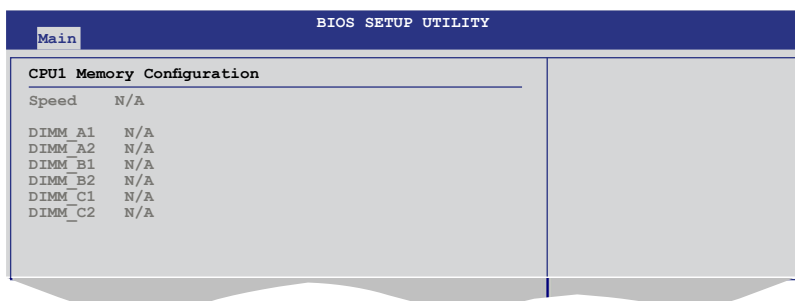 BIOS SETUP UTILITY
Main
CPU1 Memory Configuration
Speed N/A
DIMM_A1 N/A
DIMM_A2 N/A
DIMM_B1 N/A
DIMM_B2 N/A
DIMM_C1 N/A
DIMM_C2 N/A